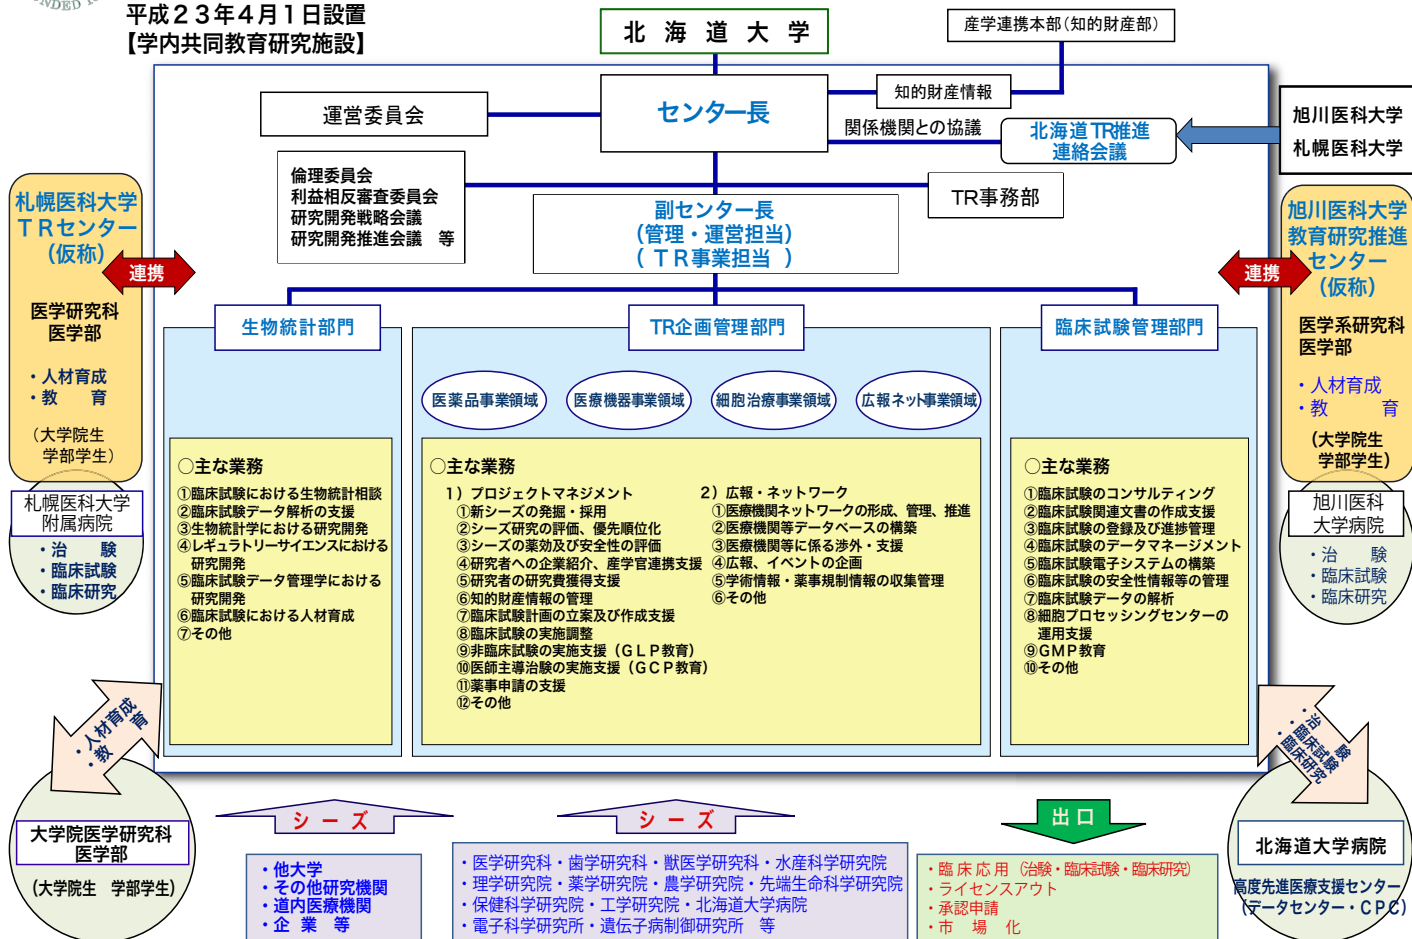 平成２３年４月１日設置
【学内共同教育研究施設】
北 海 道 大 学
産学連携本部（知的財産部）
センター長
知的財産情報
運営委員会
関係機関との協議
北海道TR推進
連絡会議
旭川医科大学
札幌医科大学
倫理委員会
利益相反審査委員会
研究開発戦略会議
研究開発推進会議　等
TR事務部
副センター長
（管理・運営担当）
（ ＴＲ事業担当 ）
札幌医科大学
ＴＲセンター
（仮称）
連携
医学研究科
医学部
・人材育成
・教　　育
（大学院生
学部学生）
札幌医科大学
附属病院
・治　　験
・臨床試験
・臨床研究
旭川医科大学
教育研究推進
センター
（仮称）
連携
医学系研究科
医学部
・人材育成
・教　　　育
（大学院生
学部学生）
旭川医科
大学病院
・治　　験
・臨床試験
・臨床研究
生物統計部門
○主な業務
①臨床試験における生物統計相談
②臨床試験データ解析の支援
③生物統計学における研究開発
④レギュラトリーサイエンスにおける
研究開発
⑤臨床試験データ管理学における
研究開発
⑥臨床試験における人材育成
⑦その他
TR企画管理部門
医薬品事業領域
医療機器事業領域
細胞治療事業領域
広報ネット事業領域
○主な業務
１）プロジェクトマネジメント
①新シーズの発掘・採用
②シーズ研究の評価、優先順位化
③シーズの薬効及び安全性の評価
④研究者への企業紹介、産学官連携支援
⑤研究者の研究費獲得支援
⑥知的財産情報の管理
⑦臨床試験計画の立案及び作成支援
⑧臨床試験の実施調整
⑨非臨床試験の実施支援（ＧＬＰ教育）
⑩医師主導治験の実施支援（ＧＣＰ教育）
⑪薬事申請の支援
⑫その他
２）広報・ネットワーク
①医療機関ネットワークの形成、管理、推進
②医療機関等データベースの構築
③医療機関等に係る渉外・支援
④広報、イベントの企画
⑤学術情報・薬事規制情報の収集管理
⑥その他
臨床試験管理部門
○主な業務
①臨床試験のコンサルティング
②臨床試験関連文書の作成支援
③臨床試験の登録及び進捗管理
④臨床試験のデータマネージメント
⑤臨床試験電子システムの構築
⑥臨床試験の安全性情報等の管理
⑦臨床試験データの解析
⑧細胞プロセッシングセンターの
運用支援
⑨ＧＭＰ教育
⑩その他
・人材育成
・教　　育
大学院医学研究科
医学部
（大学院生　学部学生）
シ ー ズ
・他大学
・その他研究機関
・道内医療機関
・企 業　等
シ ー ズ
・医学研究科・歯学研究科・獣医学研究科・水産科学研究院
・理学研究院・薬学研究院・農学研究院・先端生命科学研究院
・保健科学研究院・工学研究院・北海道大学病院
・電子科学研究所・遺伝子病制御研究所　等
出口
・臨 床 応 用 （治験・臨床試験・臨床研究）
・ライセンスアウト
・承認申請
・市　場　化
・治　　験
・臨床試験
・臨床研究
北海道大学病院
高度先進医療支援センター
（データセンター・ＣＰＣ）